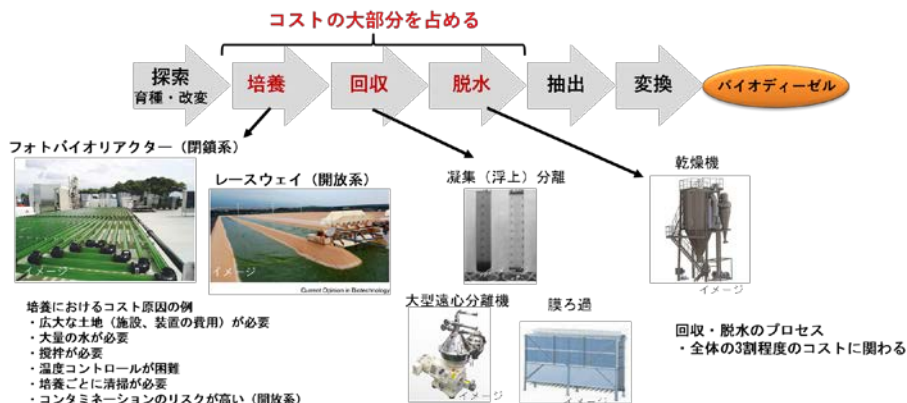 コストの大部分を占める
探索
育種・改変
培養
回収
脱水
抽出
変換
バイオディーゼル
フォトバイオリアクター（閉鎖系）
イメージ
レースウェイ（開放系）
イメージ
Current Opinion in Biotechnology
凝集（浮上）分離
イメージ
乾燥機
イメージ
大型遠心分離機
イメージ
膜ろ過
イメージ
培養におけるコスト原因の例
・広大な土地（施設、装置の費用）が必要
・大量の水が必要
・撹拌が必要
・温度コントロールが困難
・培養ごとに清掃が必要
・コンタミネーションのリスクが高い（開放系）
回収・脱水のプロセス
・全体の3割程度のコストに関わる